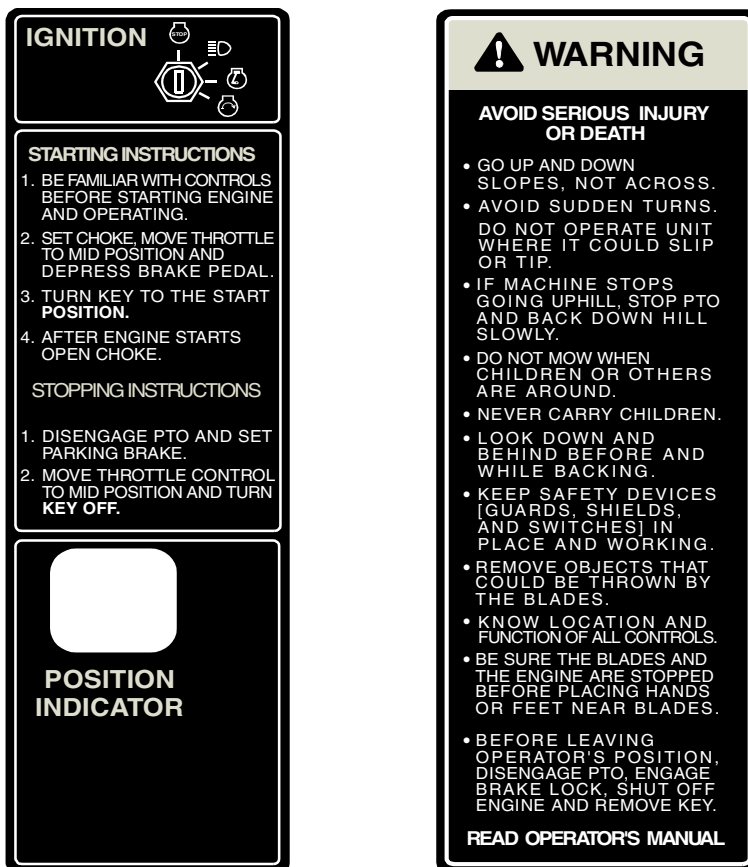 IGNITION
STOP
STARTING INSTRUCTIONS
1. BE FAMILIAR WITH CONTROLS
BEFORE STARTING ENGINE
AND OPERATING.
2. SET CHOKE, MOVE THROTTLE
TO MID POSITION AND
DEPRESS BRAKE PEDAL.
3. TURN KEY TO THE START
POSITION.
4. AFTER ENGINE STARTS
OPEN CHOKE.
STOPPING INSTRUCTIONS
1. DISENGAGE PTO AND SET
PARKING BRAKE.
2. MOVE THROTTLE CONTROL
TO MID POSITION AND TURN
KEY OFF.
POSITION
INDICATOR
WARNING
AVOID SERIOUS INJURY
OR DEATH
• GO UP AND DOWN
SLOPES, NOT ACROSS.
• AVOID SUDDEN TURNS.
DO NOT OPERATE UNIT
WHERE IT COULD SLIP
OR TIP.
• IF MACHINE STOPS
GOING UPHILL, STOP PTO
AND BACK DOWN HILL
SLOWLY.
• DO NOT MOW WHEN
CHILDREN OR OTHERS
ARE AROUND.
• NEVER CARRY CHILDREN.
• LOOK DOWN AND
BEHIND BEFORE AND
WHILE BACKING.
• KEEP SAFETY DEVICES
[GUARDS, SHIELDS,
AND SWITCHES] IN
PLACE AND WORKING.
• REMOVE OBJECTS THAT
COULD BE THROWN BY
THE BLADES.
• KNOW LOCATION AND
FUNCTION OF ALL CONTROLS.
• BE SURE THE BLADES AND
THE ENGINE ARE STOPPED
BEFORE PLACING HANDS
OR FEET NEAR BLADES.
• BEFORE LEAVING
OPERATOR'S POSITION,
DISENGAGE PTO, ENGAGE
BRAKE LOCK, SHUT OFF
ENGINE AND REMOVE KEY.
READ OPERATOR'S MANUAL